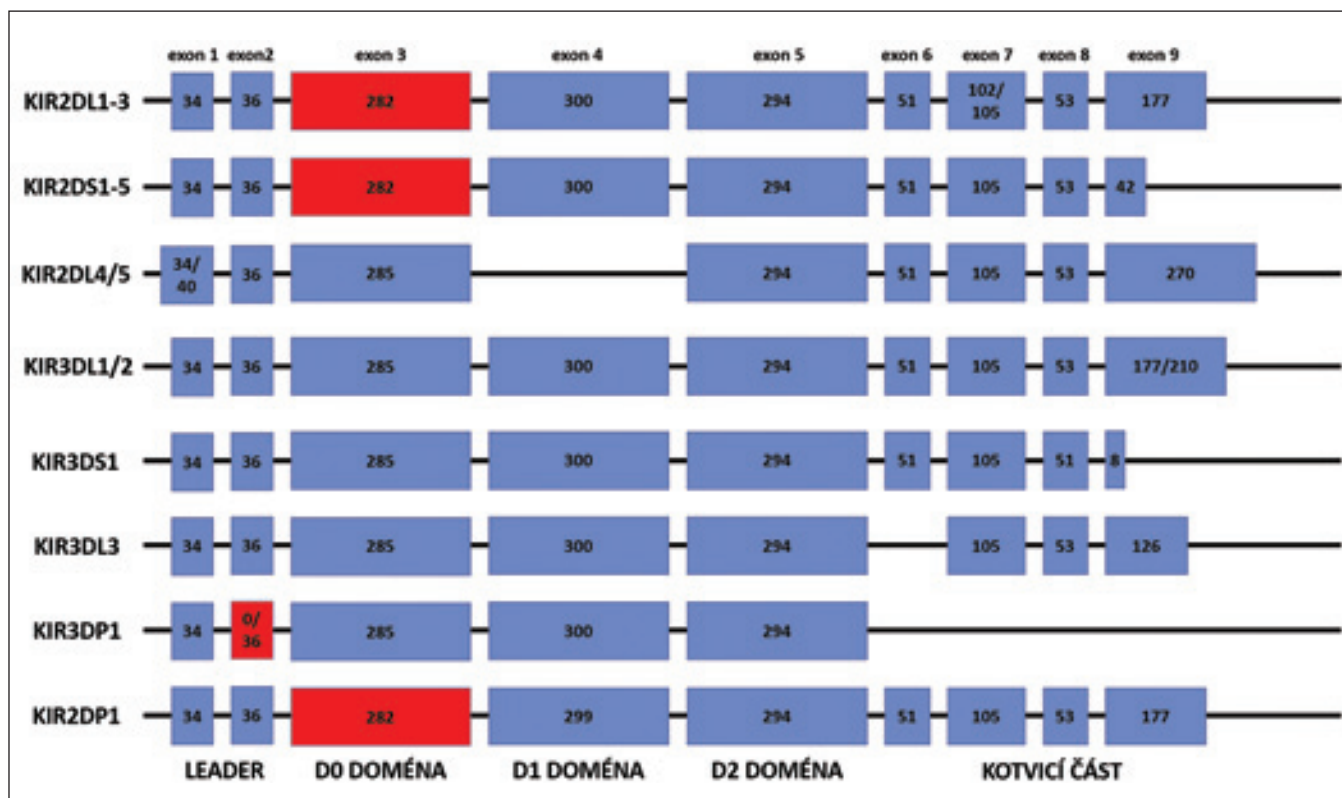 exon 1 exon2 exon 3 exon 4 exon 5 exon 6 exon 7 exon 8 exon 9
KIR2DL1-3 34 36 282 300 294 51 102/ 53 177
105
KIR2DS1-5 34 36 282 300 294 51 105 53 42
KIR2DL4/5 34/ 36 285 294 51 105 53 270
40
KIR3DL1/2 34 36 285 300 294 51 105 53 177/210
KIR3DS1 34 36 285 300 294 51 105 51 8
KIR3DL3 34 36 285 300 294 105 53 126
KIR3DP1 34 0/ 285 300 294
36
KIR2DP1 34 36 282 299 294 51 105 53 177
LEADER D0 DOMÉNA D1 DOMÉNA D2 DOMÉNA KOTVICÍ ČÁST